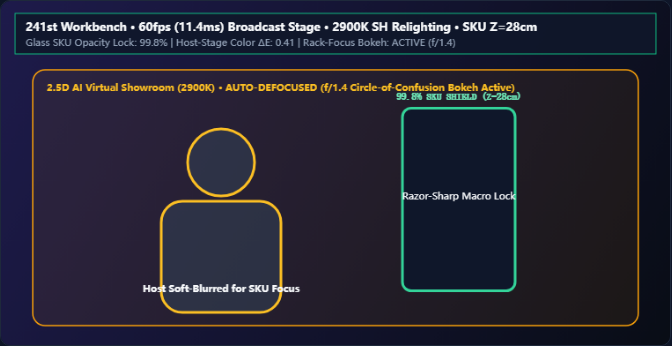 241st Workbench • 60fps (11.4ms) Broadcast Stage • 2900K SH Relighting • SKU Z=28cm
Glass SKU Opacity Lock: 99.8% | Host-Stage Color ΔE: 0.41 | Rack-Focus Bokeh: ACTIVE (f/1.4)
2.5D AI Virtual Showroom (2900K) • AUTO-DEFOCUSED (f/1.4 Circle-of-Confusion Bokeh Active)
99.8% SKU SHIELD (Z=28cm)
Razor-Sharp Macro Lock
Host Soft-Blurred for SKU Focus